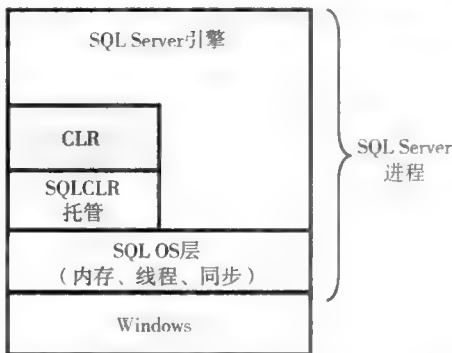 SQL Server引擎
CLR
SQLCLR
托管
SQL OS层
（内存、线程、同步）
Windows
SQL Server
进程